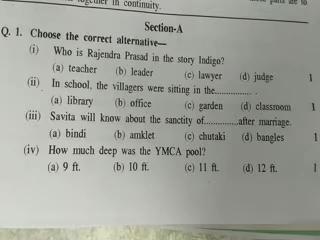 together in continuity.
Section-A
Q. 1. Choose the correct alternative—
(i) Who is Rajendra Prasad in the story Indigo?
(a) teacher (b) leader (c) lawyer (d) judge 1
(ii) In school, the villagers were sitting in the...............
(a) library (b) office (c) garden (d) classroom 1
(iii) Savita will know about the sanctity of...............after marriage.
(a) bindi (b) amklet (c) chutaki (d) bangles 1
(iv) How much deep was the YMCA pool?
(a) 9 ft. (b) 10 ft. (c) 11 ft. (d) 12 ft. 1